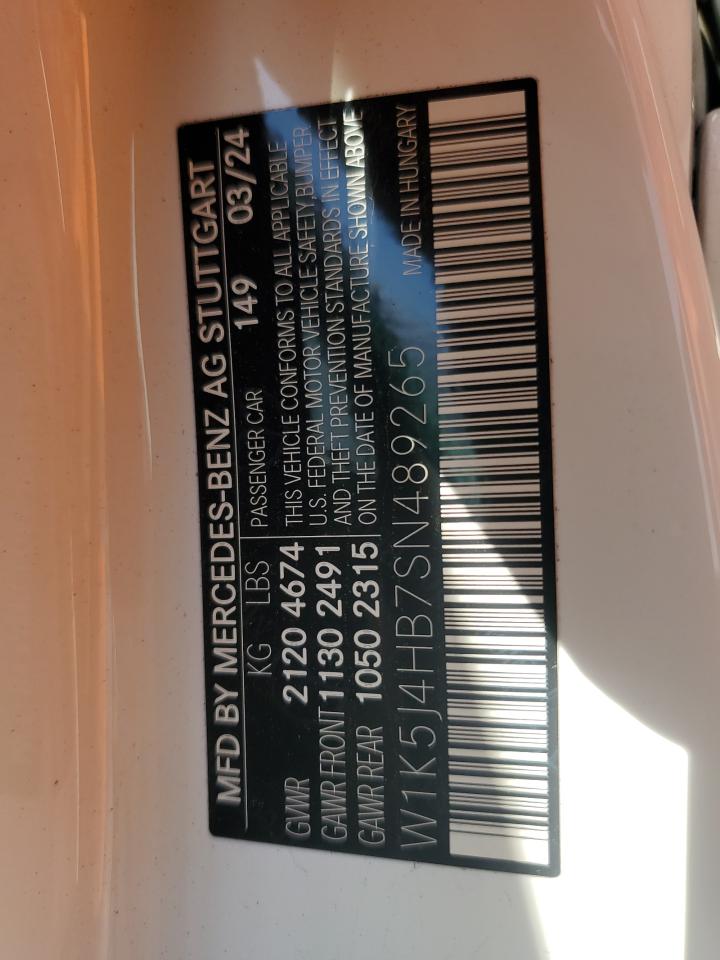 MFD BY MERCEDES-BENZ AG STUTTGART
KG LBS PASSENGER CAR 149 03/24
GVWR 2120 4674 THIS VEHICLE CONFORMS TO ALL APPLICABLE
U.S. FEDERAL MOTOR VEHICLE SAFETY, BUMPER
GAWR FRONT 1130 2491 AND THEFT PREVENTION STANDARDS IN EFFECT
GAWR REAR 1050 2315 ON THE DATE OF MANUFACTURE SHOWN ABOVE
W1K5J4HB7SN489265 MADE IN HUNGARY